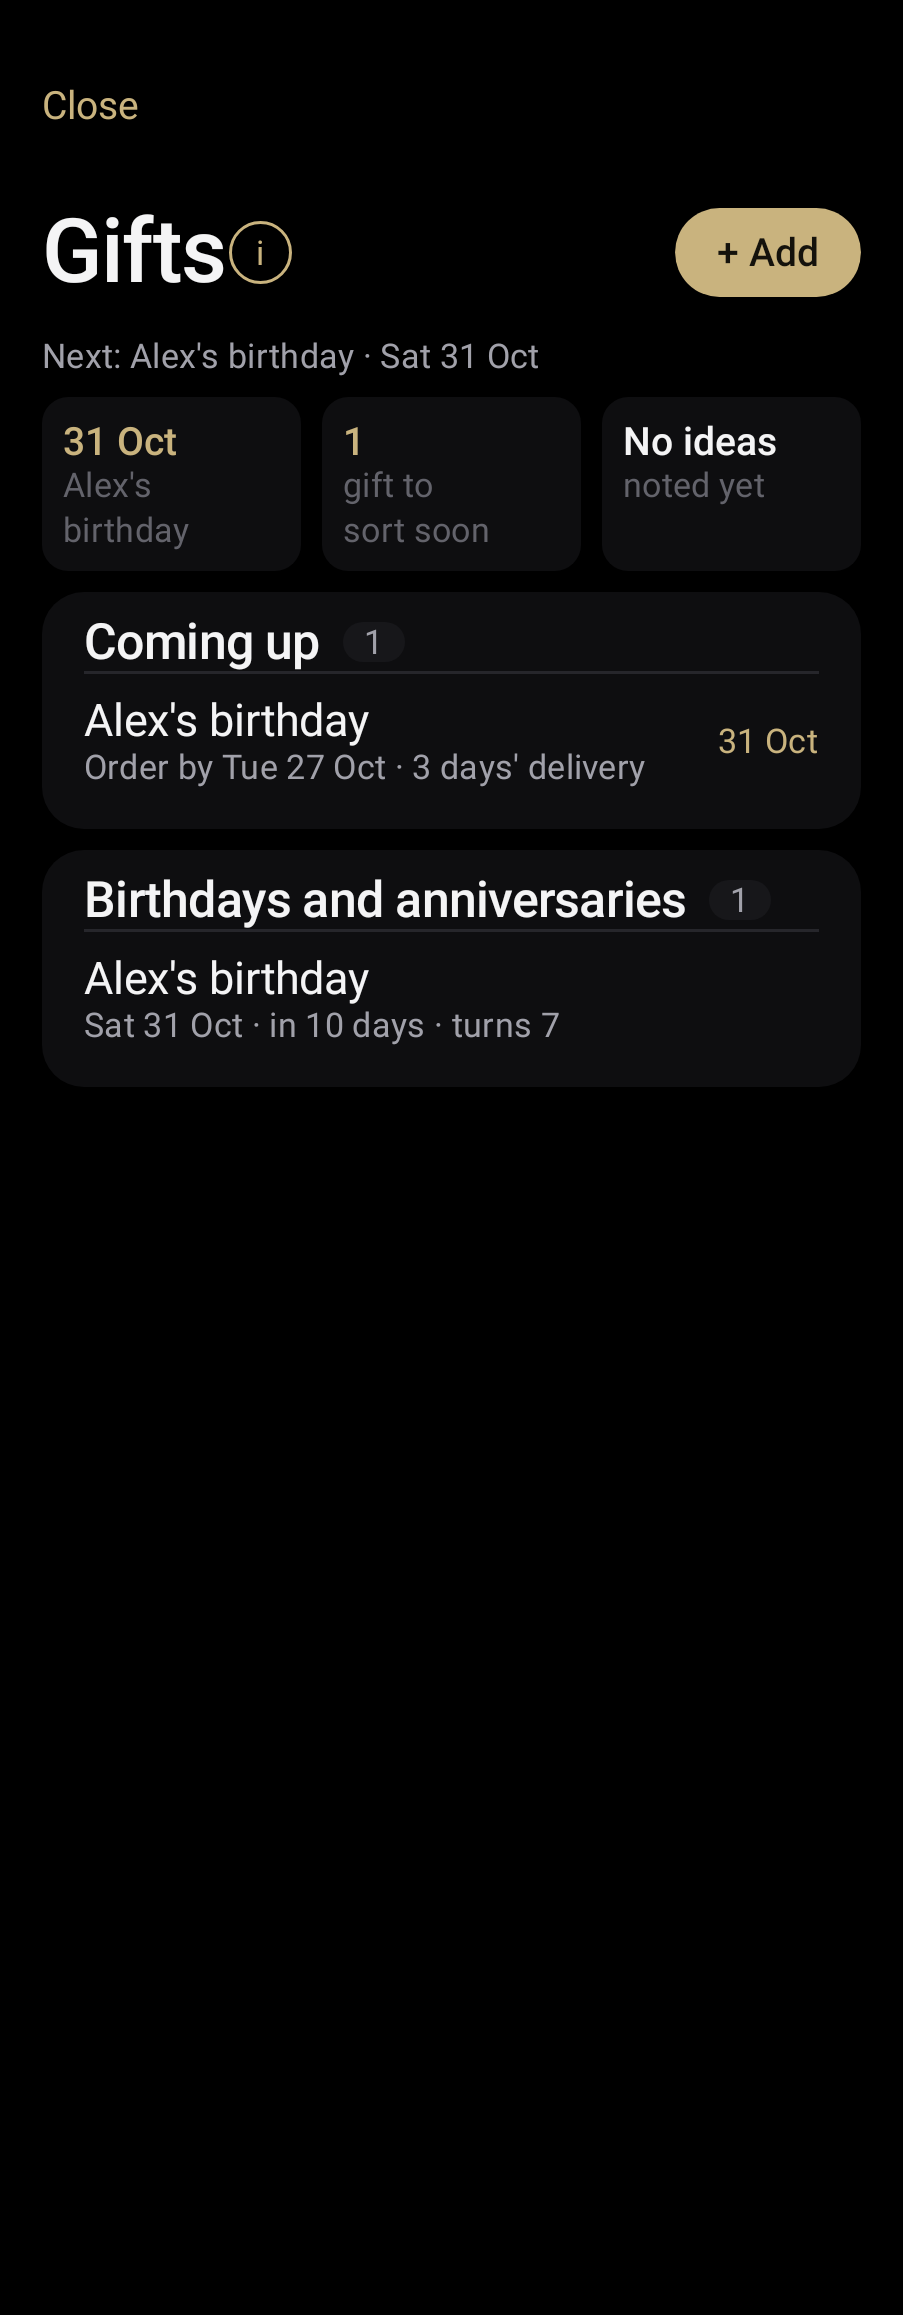 Close
Gifts i
+ Add
Next: Alex's birthday · Sat 31 Oct
31 Oct
Alex's
birthday
1
gift to
sort soon
No ideas
noted yet
Coming up 1
Alex's birthday
Order by Tue 27 Oct · 3 days' delivery
31 Oct
Birthdays and anniversaries 1
Alex's birthday
Sat 31 Oct · in 10 days · turns 7